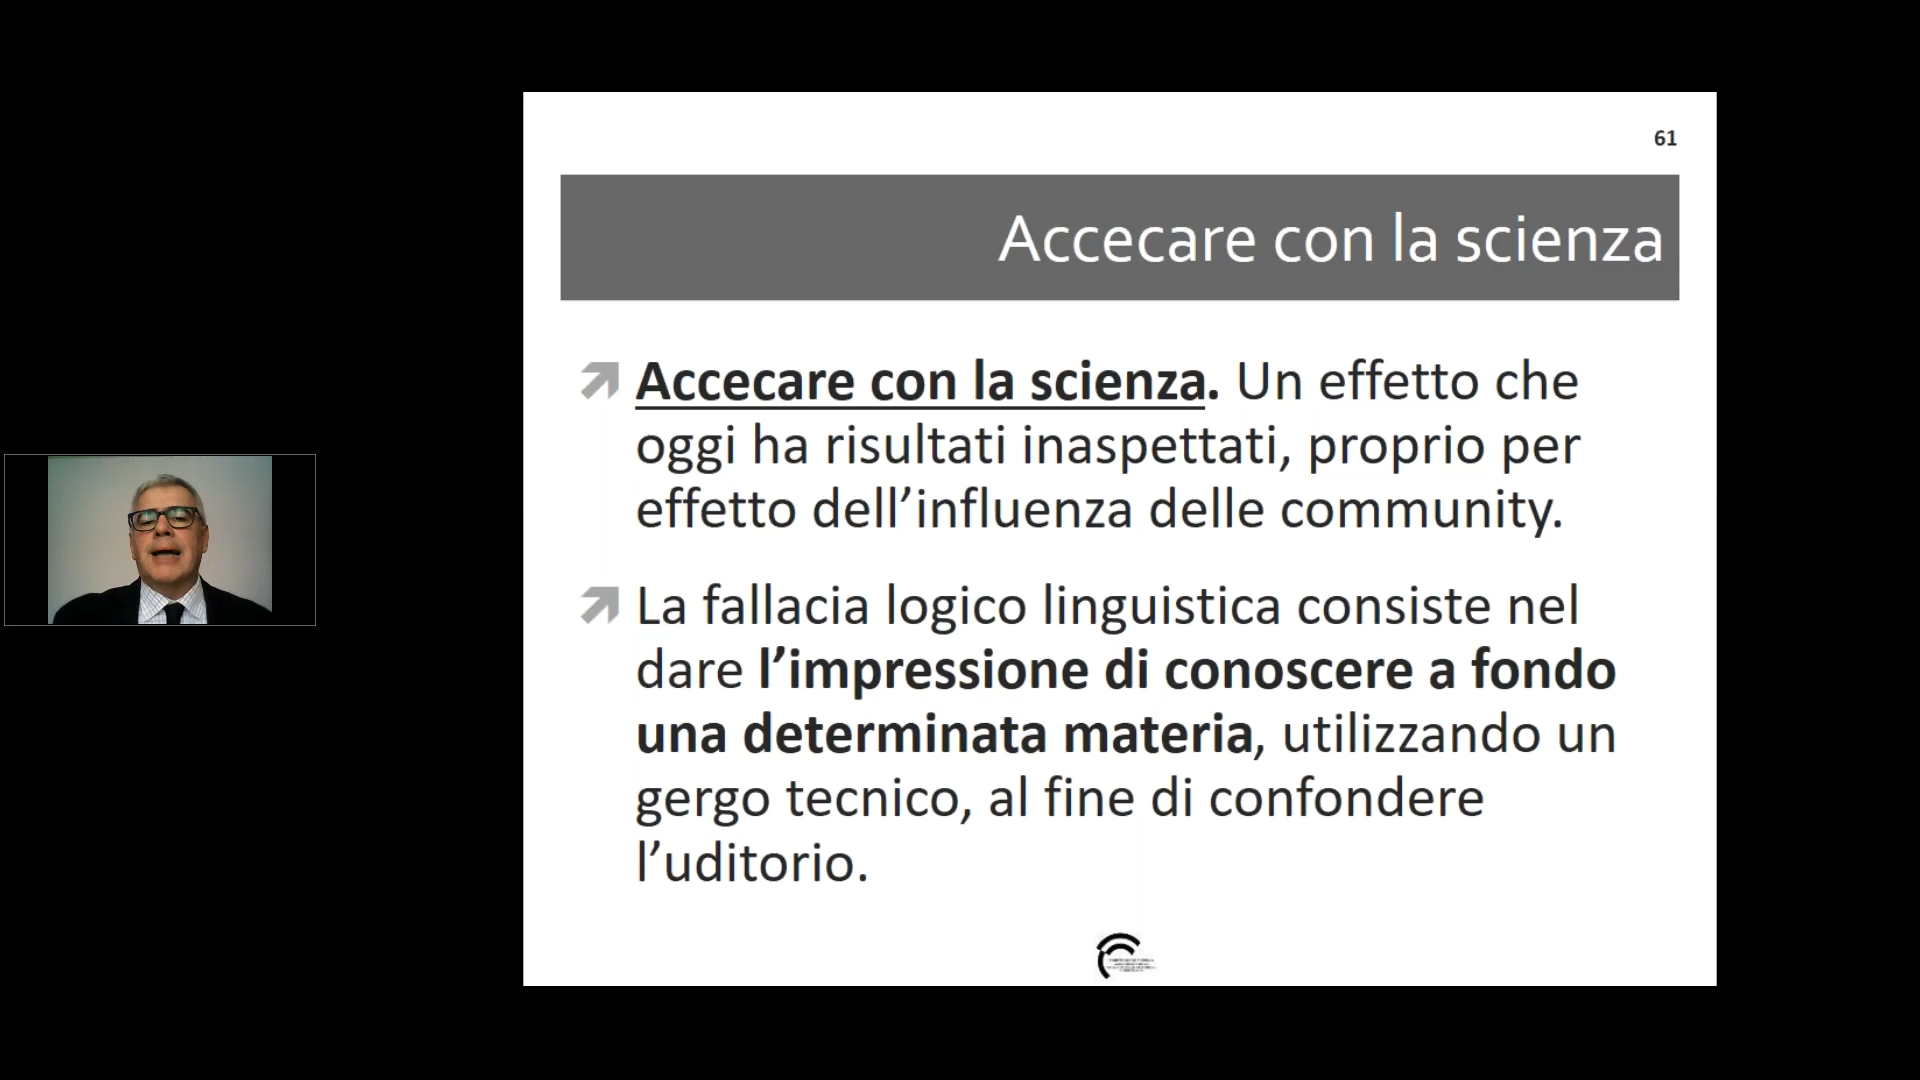 61
Accecare con la scienza
Accecare con la scienza. Un effetto che
oggi ha risultati inaspettati, proprio per
effetto dell’influenza delle community.
La fallacia logico linguistica consiste nel
dare l’impressione di conoscere a fondo
una determinata materia, utilizzando un
gergo tecnico, al fine di confondere
l’uditorio.